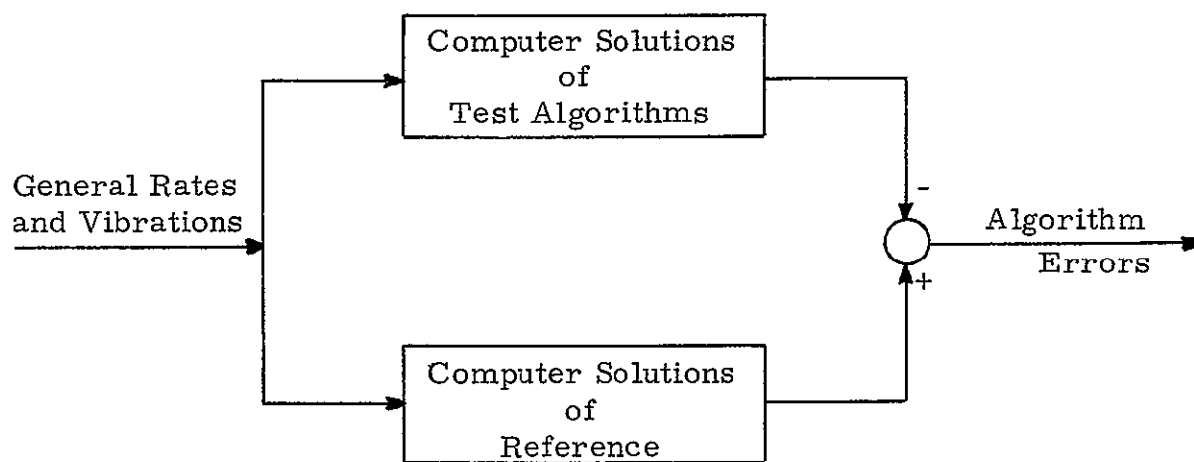 Computer Solutions
of
Test Algorithms
General Rates
and Vibrations
-
Algorithm
Errors
+
Computer Solutions
of
Reference